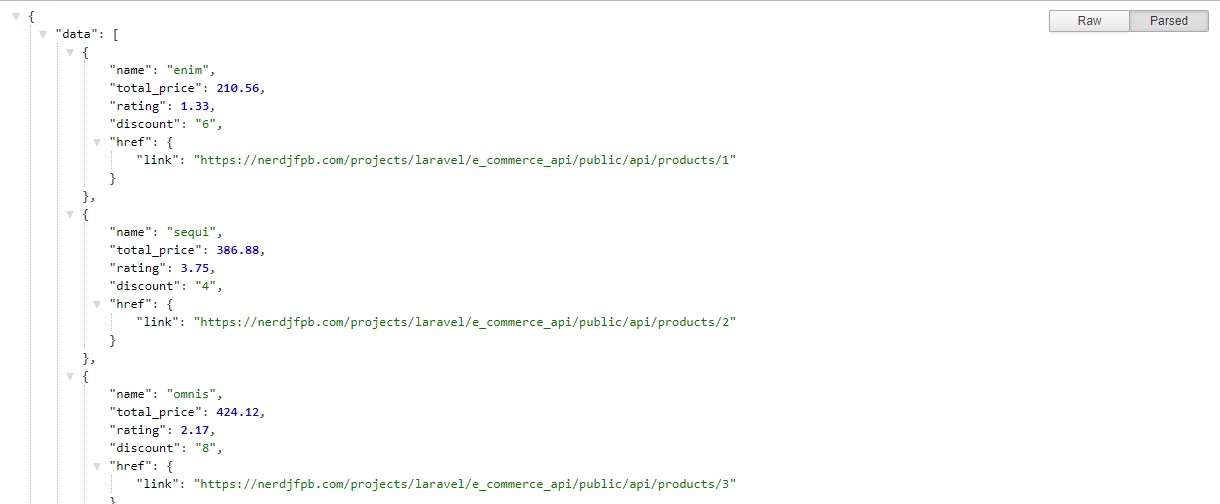 {
"data": [
{
"name": "enim",
"total_price": 210.56,
"rating": 1.33,
"discount": "6",
"href": {
"link": "https://nerdjfpb.com/projects/laravel/e_commerce_api/public/api/products/1"
}
},
{
"name": "sequi",
"total_price": 386.88,
"rating": 3.75,
"discount": "4",
"href": {
"link": "https://nerdjfpb.com/projects/laravel/e_commerce_api/public/api/products/2"
}
},
{
"name": "omnis",
"total_price": 424.12,
"rating": 2.17,
"discount": "8",
"href": {
"link": "https://nerdjfpb.com/projects/laravel/e_commerce_api/public/api/products/3"
}
Raw Parsed